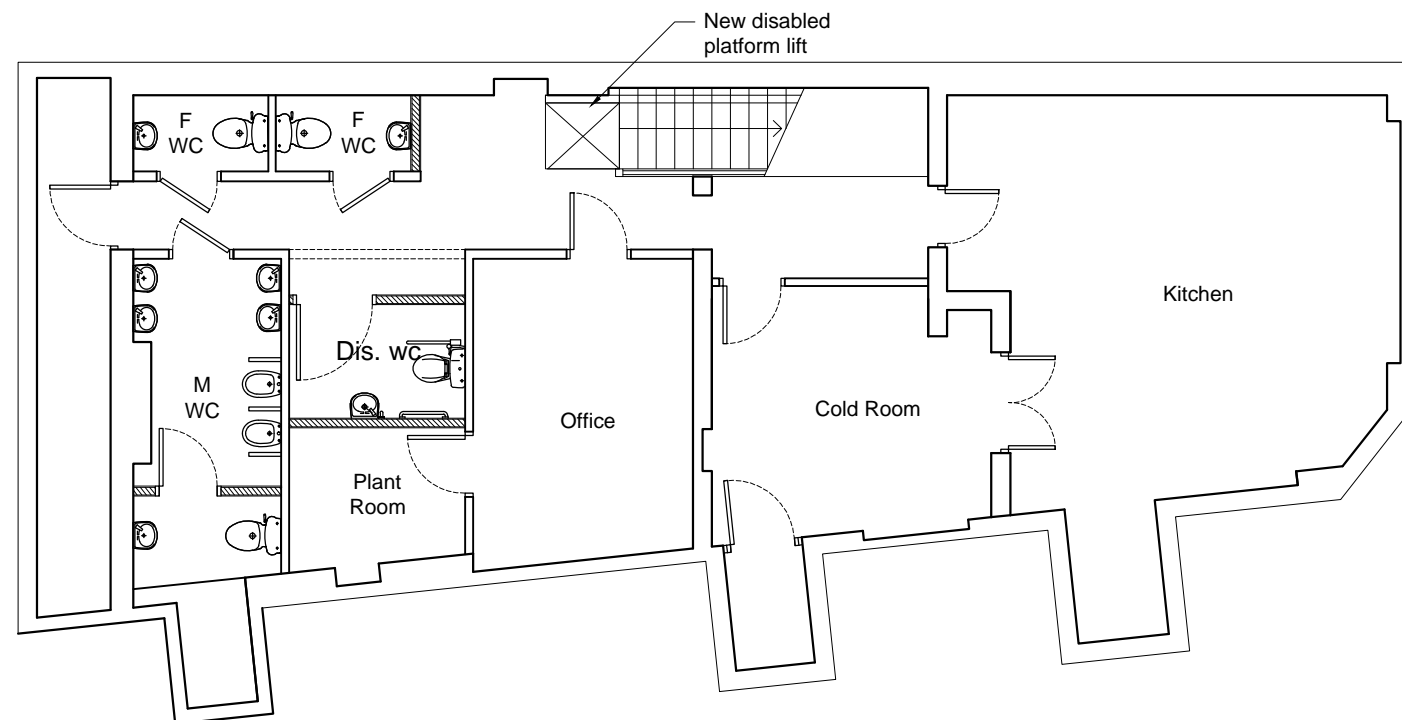 New disabled
platform lift
F
WC
F
WC
Kitchen
Dis. wc
M
WC
Cold Room
Office
Plant
Room